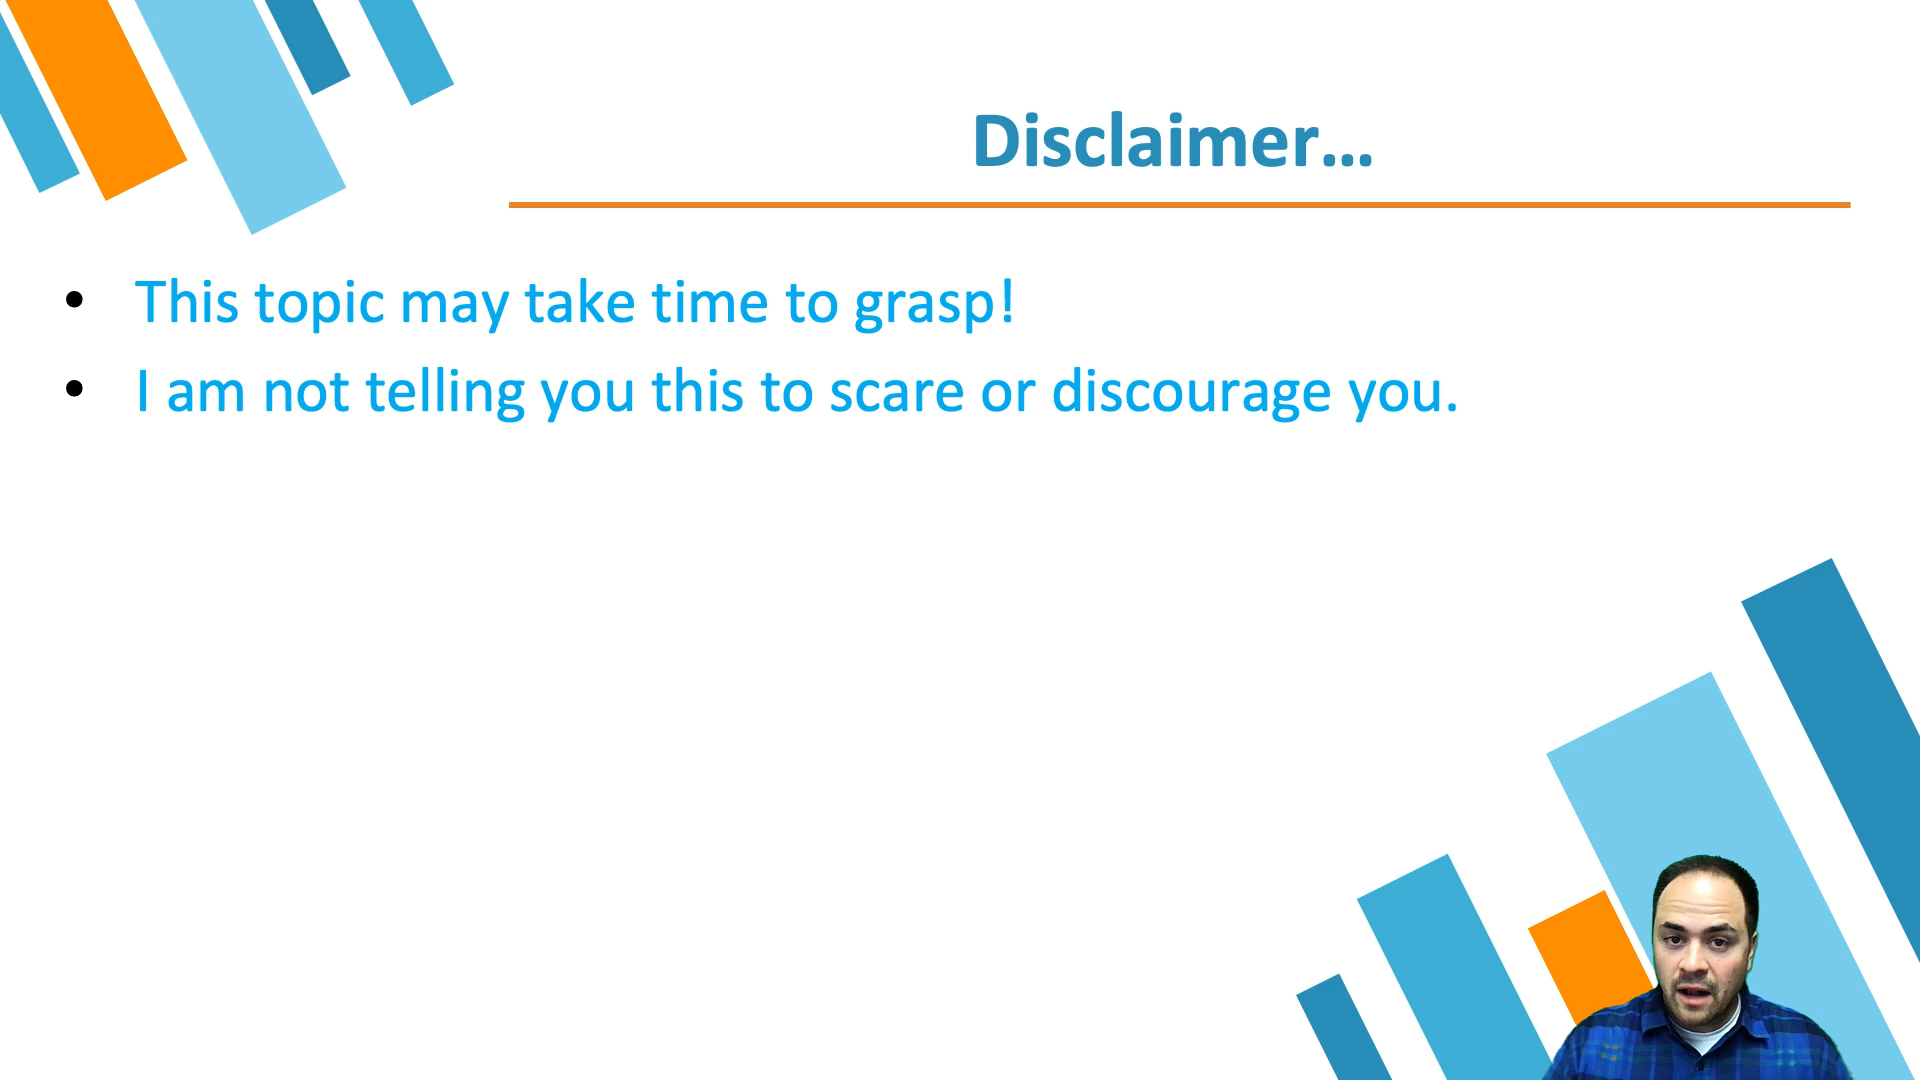 Disclaimer…
• This topic may take time to grasp!
• I am not telling you this to scare or discourage you.